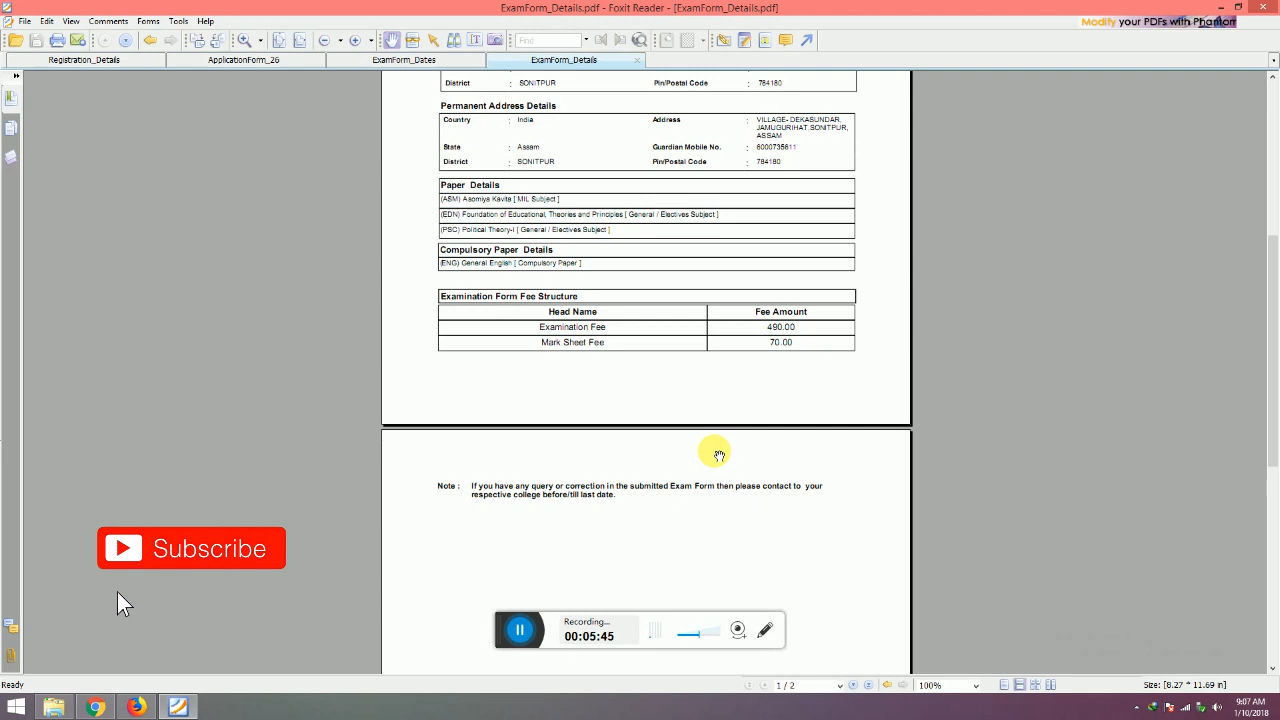 ExamForm_Details.pdf - Foxit Reader - [ExamForm_Details.pdf]
File Edit View Comments Forms Tools Help
Modify your PDFs with Phantom
Find
Registration_Details ApplicationForm_26 ExamForm_Dates ExamForm_Details
District : SONITPUR Pin/Postal Code : 784180
Permanent Address Details
Country : India Address : VILLAGE- DEKASUNDAR,
JAMUGURIHAT,SONITPUR,
ASSAM
State : Assam Guardian Mobile No. : 6000735611
District : SONITPUR Pin/Postal Code : 784180
Paper Details
(ASM) Asomiya Kavita [ MIL Subject ]
(EDN) Foundation of Educational, Theories and Principles [ General / Electives Subject ]
(PSC) Political Theory-I [ General / Electives Subject ]
Compulsory Paper Details
(ENG) General English [ Compulsory Paper ]
Examination Form Fee Structure
Head Name Fee Amount
Examination Fee 490.00
Mark Sheet Fee 70.00
Note : If you have any query or correction in the submitted Exam Form then please contact to your
respective college before/till last date.
Subscribe
Recording...
00:05:45
Ready 1 / 2 100% Size: [8.27 * 11.69 in]
9:07 AM
1/10/2018